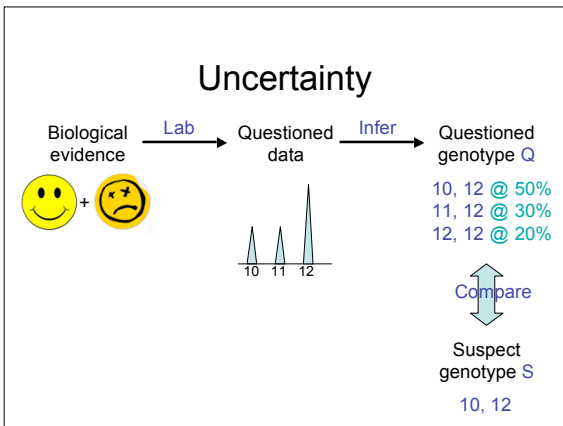 Uncertainty
Biological evidence
Lab
Questioned data
Infer
Questioned genotype Q
+
10, 12 @ 50%
11, 12 @ 30%
12, 12 @ 20%
10 11 12
Compare
Suspect genotype S
10, 12